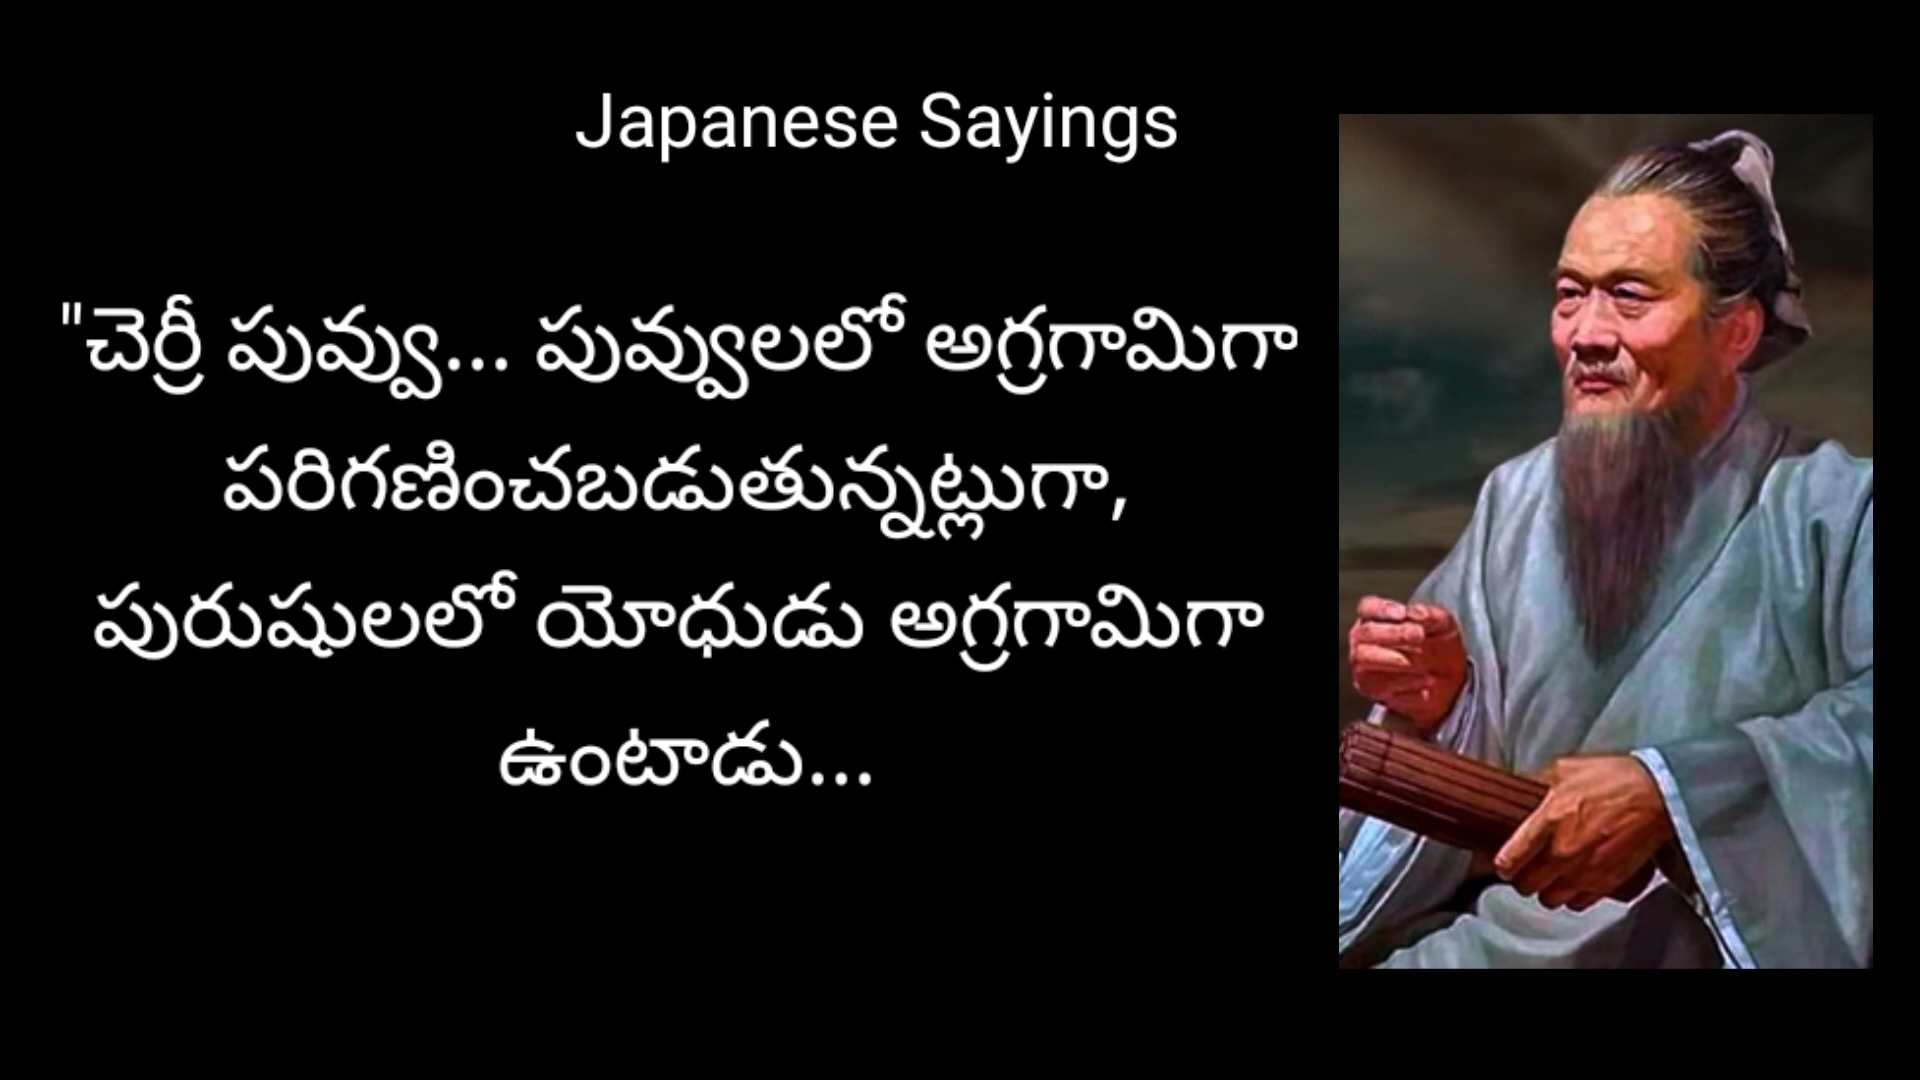 Japanese Sayings
"చెర్రీ పువ్వు... పువ్వులలో అగ్రగామిగా
పరిగణించబడుతున్నట్లుగా,
పురుషులలో యోధుడు అగ్రగామిగా
ఉంటాడు...